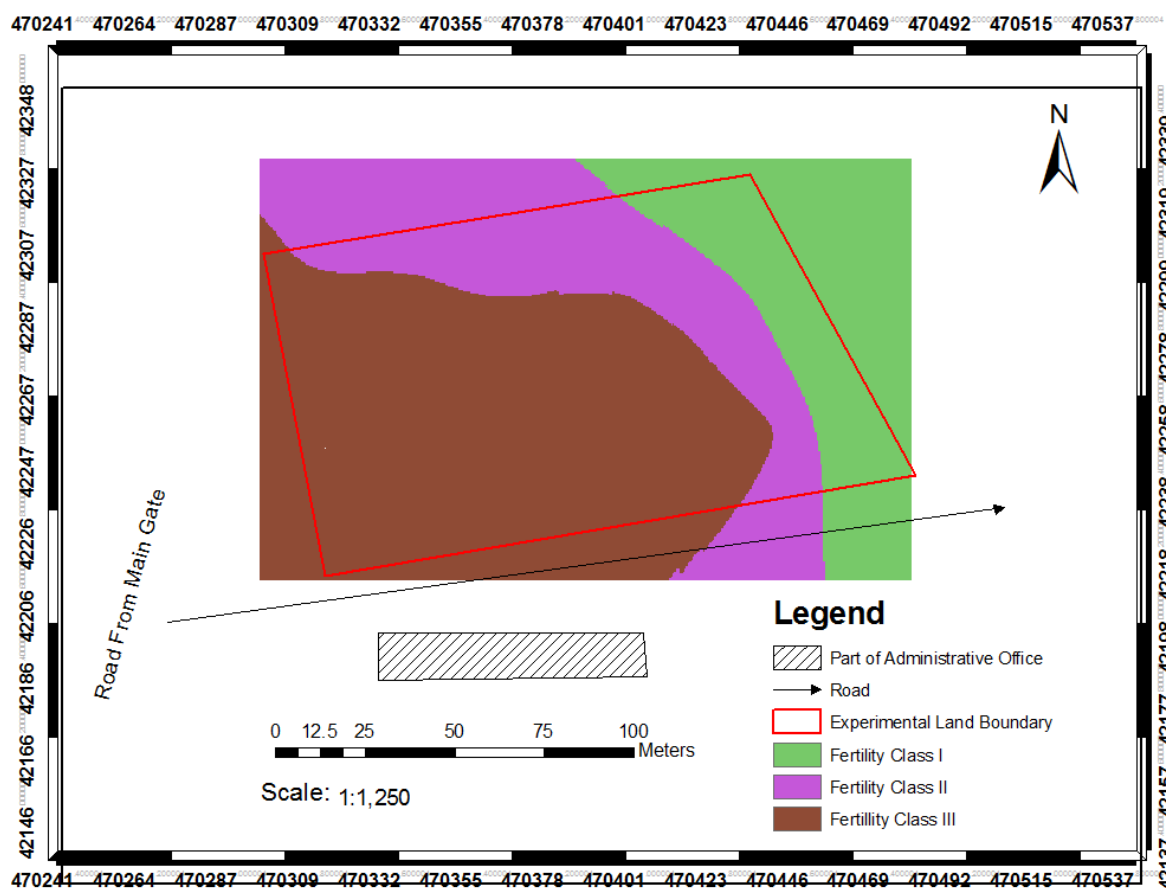 470241 470264 470287 470309 470332 470355 470378 470401 470423 470446 470469 470492 470515 470537
42348
42327
42307
42287
42267
42247
42226
42206
42186
42166
42146
N
Road From Main Gate
Legend
Part of Administrative Office
Road
Experimental Land Boundary
Fertility Class I
Fertility Class II
Fertillity Class III
0 12.5 25 50 75 100
Meters
Scale: 1:1,250
470241 470264 470287 470309 470332 470355 470378 470401 470423 470446 470469 470492 470515 470537